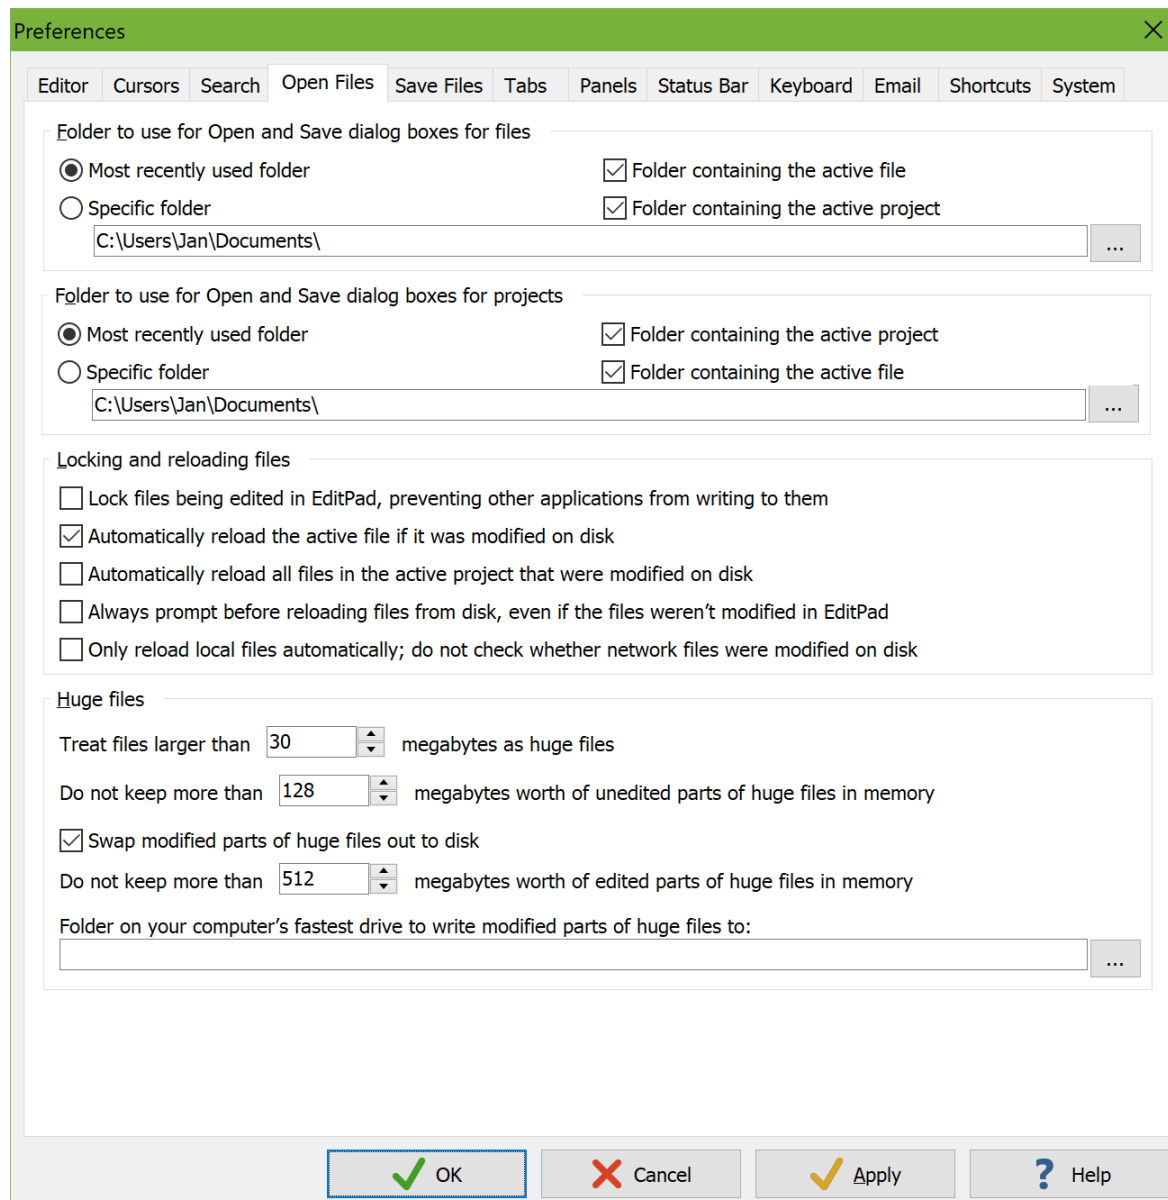 Preferences
Editor Cursors Search Open Files Save Files Tabs Panels Status Bar Keyboard Email Shortcuts System
Folder to use for Open and Save dialog boxes for files
Most recently used folder Folder containing the active file
Specific folder Folder containing the active project
C:\Users\Jan\Documents\ ...
Folder to use for Open and Save dialog boxes for projects
Most recently used folder Folder containing the active project
Specific folder Folder containing the active file
C:\Users\Jan\Documents\ ...
Locking and reloading files
Lock files being edited in EditPad, preventing other applications from writing to them
Automatically reload the active file if it was modified on disk
Automatically reload all files in the active project that were modified on disk
Always prompt before reloading files from disk, even if the files weren't modified in EditPad
Only reload local files automatically; do not check whether network files were modified on disk
Huge files
Treat files larger than 30 megabytes as huge files
Do not keep more than 128 megabytes worth of unedited parts of huge files in memory
Swap modified parts of huge files out to disk
Do not keep more than 512 megabytes worth of edited parts of huge files in memory
Folder on your computer's fastest drive to write modified parts of huge files to:
...
OK Cancel Apply ? Help